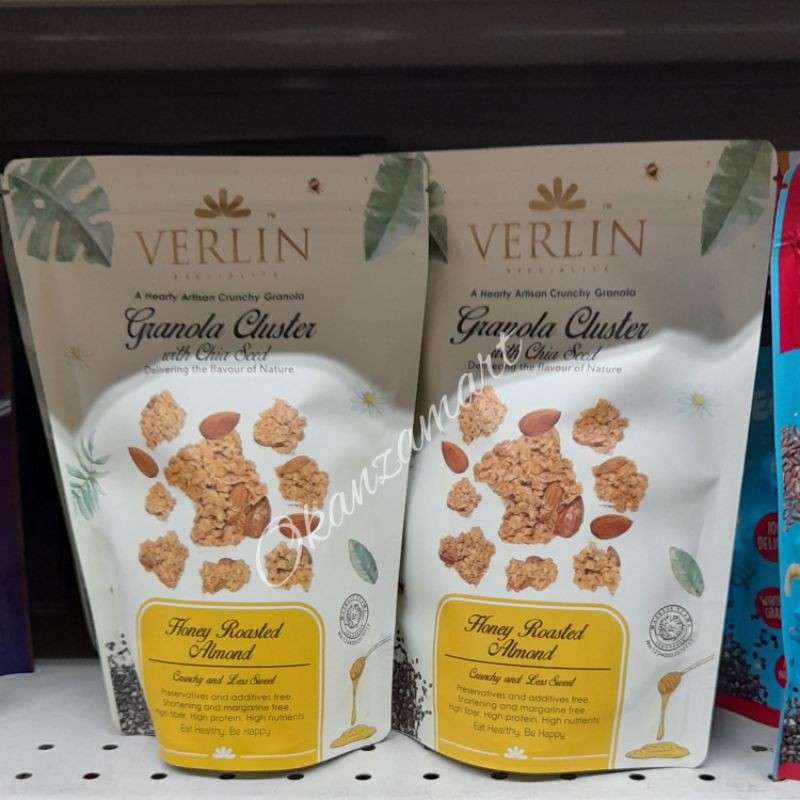 VERLIN™
SPECIALITE
A Hearty Artisan Crunchy Granola
Granola Cluster
with Chia Seed
Delivering the flavour of Nature
Honey Roasted
Almond
Crunchy and Less Sweet
Preservatives and additives free,
Shortening and margarine free,
High fiber, High protein, High nutrients
Eat Healthy, Be Happy
VERLIN™
SPECIALITE
A Hearty Artisan Crunchy Granola
Granola Cluster
with Chia Seed
Delivering the flavour of Nature
Honey Roasted
Almond
Crunchy and Less Sweet
Preservatives and additives free,
Shortening and margarine free,
High fiber, High protein, High nutrients
Eat Healthy, Be Happy
Okanzamart